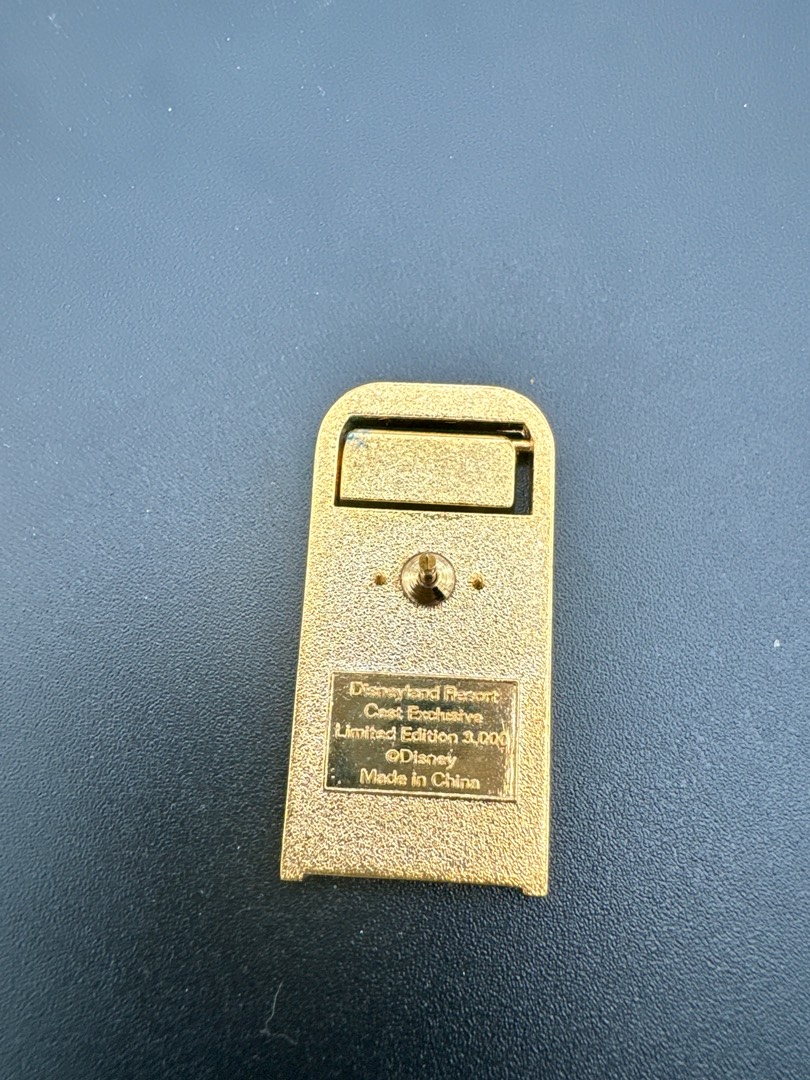 Disneyland Resort
Cast Exclusive
Limited Edition 3,000
©Disney
Made in China